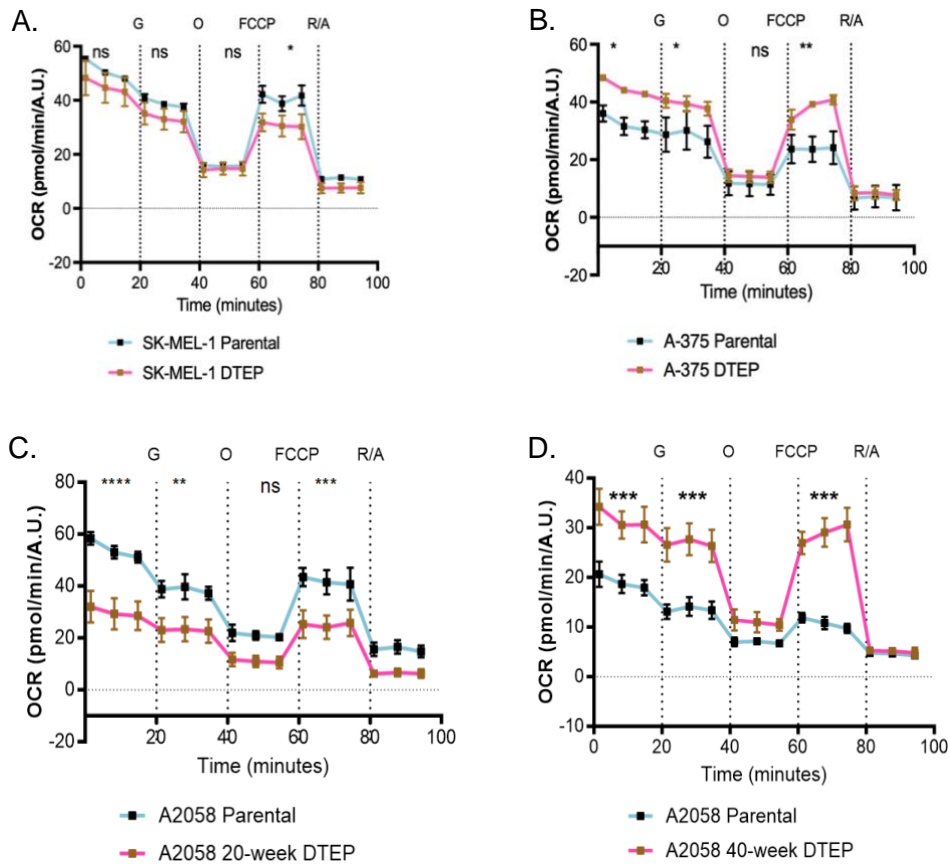 A.
G O FCCP R/A
60
ns ns ns *
40
20
0
-20
0 20 40 60 80 100
OCR (pmol/min/A.U.)
Time (minutes)
SK-MEL-1 Parental
SK-MEL-1 DTEP
B.
G O FCCP R/A
60
* * ns **
40
20
0
-20
0 20 40 60 80 100
OCR (pmol/min/A.U.)
Time (minutes)
A-375 Parental
A-375 DTEP
C.
G O FCCP R/A
80
**** ** ns ***
60
40
20
0
-20
0 20 40 60 80 100
OCR (pmol/min/A.U.)
Time (minutes)
A2058 Parental
A2058 20-week DTEP
D.
G O FCCP R/A
40
*** *** ***
30
20
10
0
-10
0 20 40 60 80 100
OCR (pmol/min/A.U.)
Time (minutes)
A2058 Parental
A2058 40-week DTEP